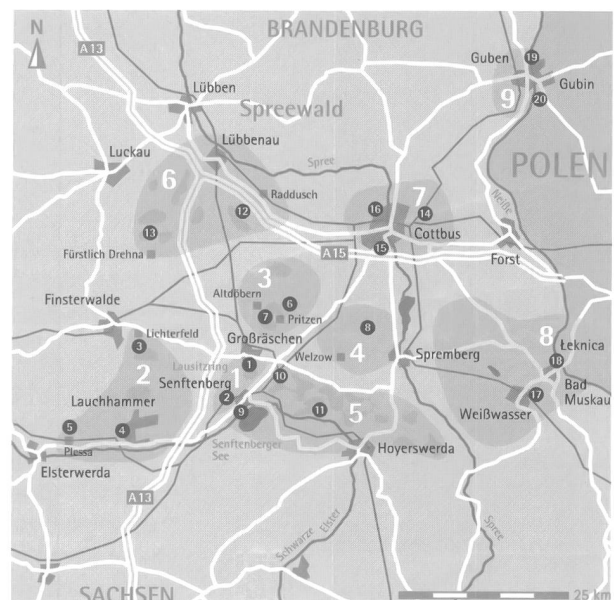 N
A13
BRANDENBURG
Guben
19
Gubin
9
20
Lübben
Spreewald
Lübbenau
Luckau
Spree
POLEN
6
Raddusch
7
16
14
12
Cottbus
Neiße
13
15
Fürstlich Drehna
A15
Forst
3
Altdöbern
6
7
Pritzen
Finsterwalde
8
8
Lichterfeld
3
Großräschen
Łeknica
Welzow
4
Spremberg
18
2
Lausitzring
1
1
10
Bad
Muskau
Senftenberg
2
17
Lauchhammer
9
11
5
Weißwasser
5
4
Plessa
Senftenberger
See
Hoyerswerda
Elsterwerda
A13
Schwarze Elster
Spree
SACHSEN
25 km